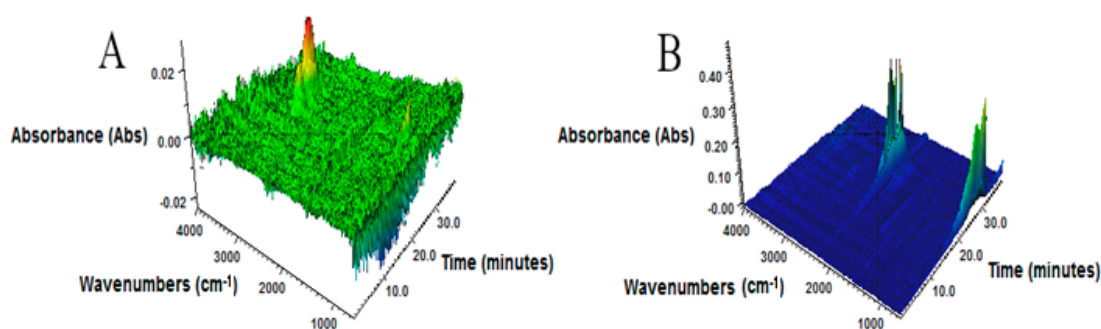 A
0.02
Absorbance (Abs)
0.00
-0.02
4000
3000
2000
1000
Wavenumbers (cm-1)
10.0
20.0
30.0
Time (minutes)
B
0.40
0.30
Absorbance (Abs)
0.20
0.10
-0.00
4000
3000
2000
1000
Wavenumbers (cm-1)
10.0
20.0
30.0
Time (minutes)